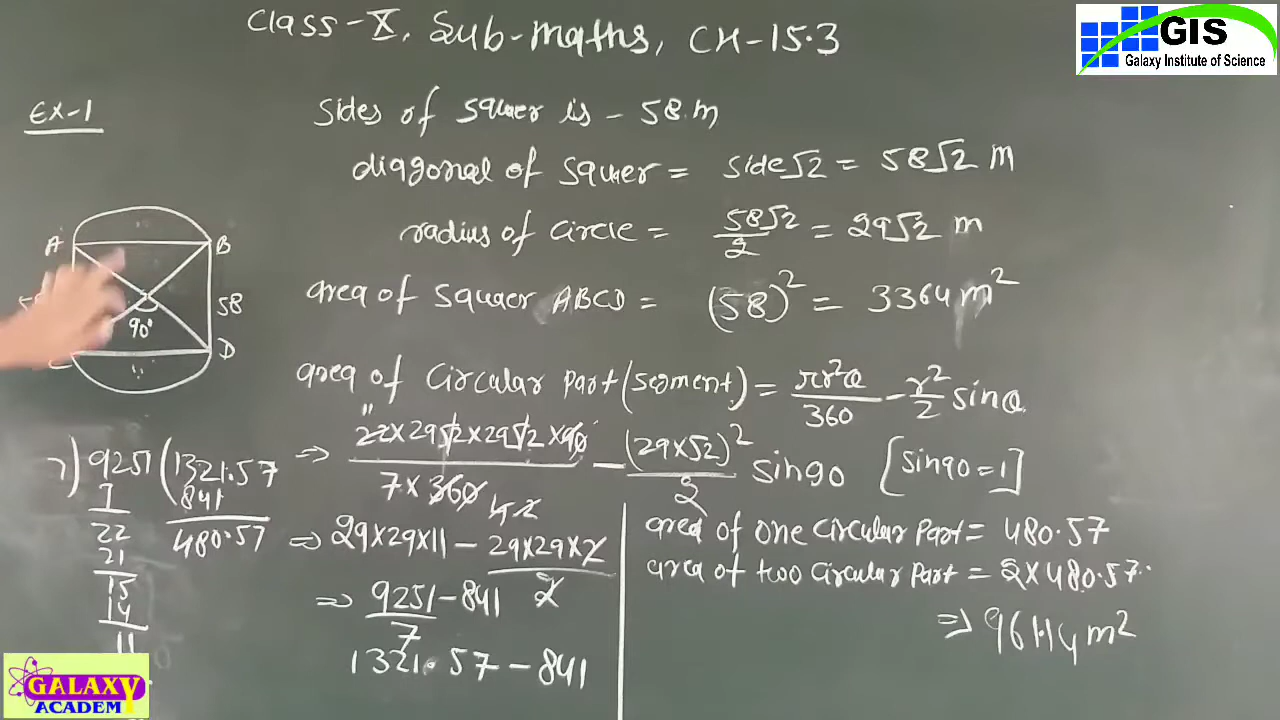 Class-X, Sub-maths, CH-15.3
GIS
Galaxy Institute of Science
EX-1
Sides of squer is - 58 m
diagonal of squer = side√2 = 58√2 m
radius of circle = 58√2/2 = 29√2 m
area of squaer ABCD = (58)² = 3364 m²
A B
58
90°
C D
area of circular part (segment) = πr²θ/360 - r²/2 sinθ
⇒ 22×29√2×29√2×90/7×360 - (29×√2)²/2 sin90 [sin90=1]
11
4 2
⇒ 29×29×11 - 29×29×2/2
7
⇒ 9251/7 - 841
1321.57 - 841
7)9251(1321.57
7 841
22 480.57
21
15
14
11
area of one circular part = 480.57
area of two circular part = 2×480.57
⇒ 961.14 m²
GALAXY
ACADEM